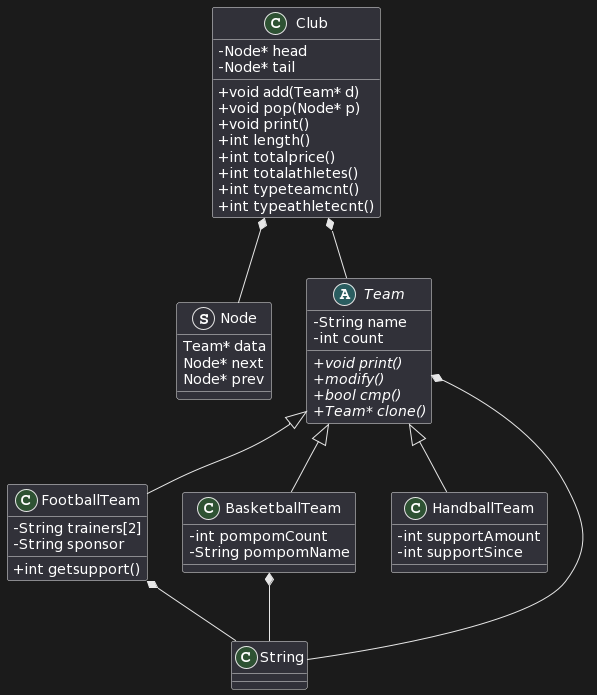 C Club
-Node* head
-Node* tail
+void add(Team* d)
+void pop(Node* p)
+void print()
+int length()
+int totalprice()
+int totalathletes()
+int typeteamcnt()
+int typeathletecnt()
S Node
Team* data
Node* next
Node* prev
A Team
-String name
-int count
+void print()
+modify()
+bool cmp()
+Team* clone()
C FootballTeam
-String trainers[2]
-String sponsor
+int getsupport()
C BasketballTeam
-int pompomCount
-String pompomName
C HandballTeam
-int supportAmount
-int supportSince
C String